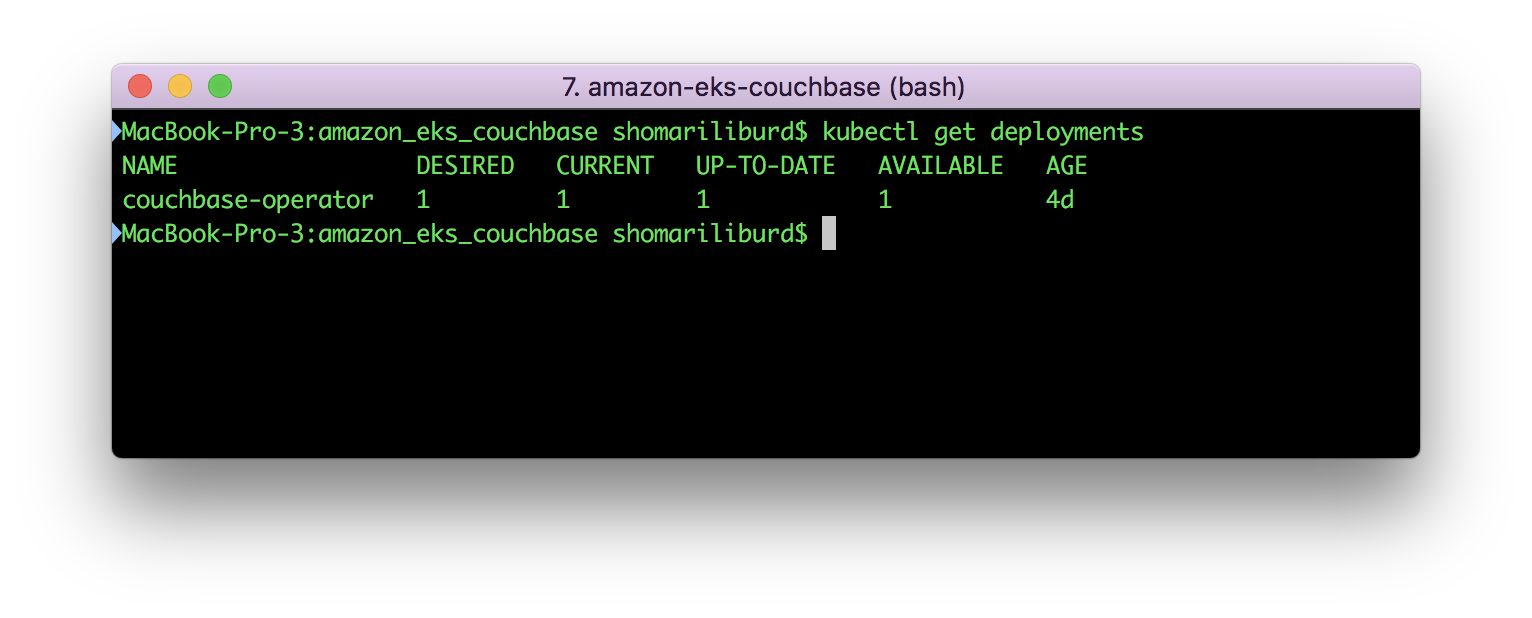 7. amazon-eks-couchbase (bash)
MacBook-Pro-3:amazon_eks_couchbase shomariliburd$ kubectl get deployments
NAME DESIRED CURRENT UP-TO-DATE AVAILABLE AGE
couchbase-operator 1 1 1 1 4d
MacBook-Pro-3:amazon_eks_couchbase shomariliburd$